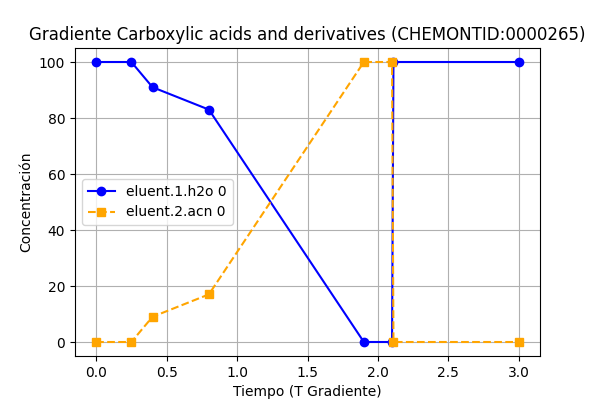 Gradiente Carboxylic acids and derivatives (CHEMONTID:0000265)
100
80
60
40
20
0
Concentración
eluent.1.h2o 0
eluent.2.acn 0
0.0 0.5 1.0 1.5 2.0 2.5 3.0
Tiempo (T Gradiente)